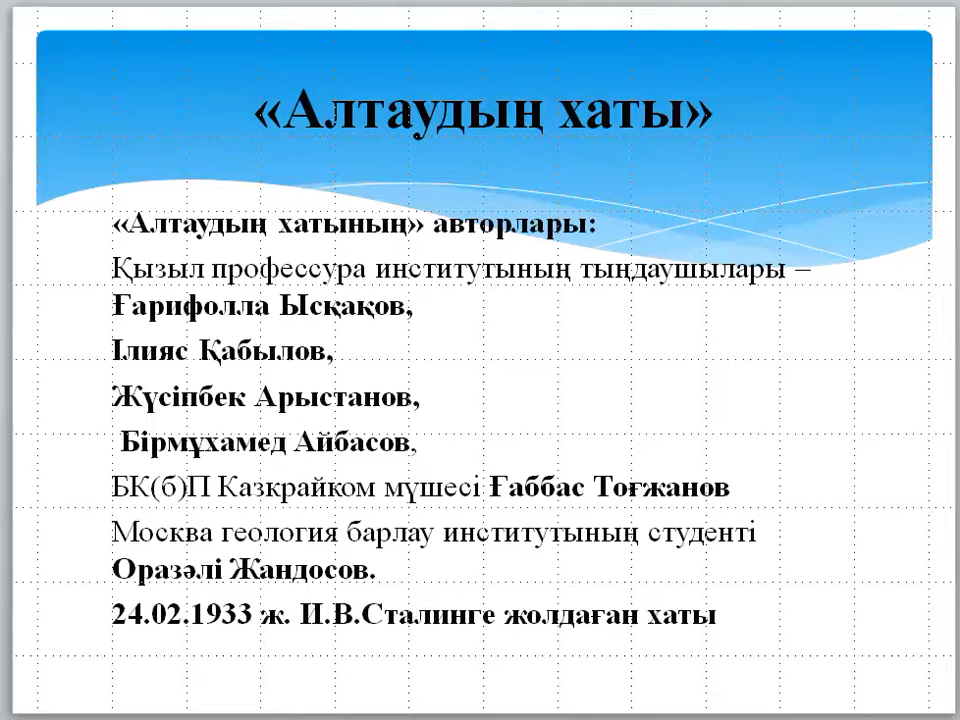 «Алтаудың хаты»
«Алтаудың хатының» авторлары:
Қызыл профессура институтының тыңдаушылары –
Ғарифолла Ысқақов,
Ілияс Қабылов,
Жүсіпбек Арыстанов,
Бірмұхамед Айбасов,
БК(б)П Казкрайком мүшесі Ғаббас Тоғжанов
Москва геология барлау институтының студенті
Оразәлі Жандосов.
24.02.1933 ж. И.В.Сталинге жолдаған хаты